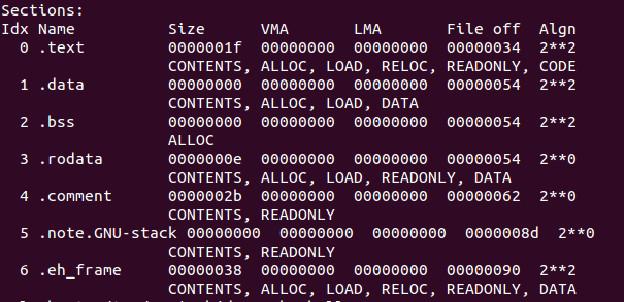 Sections:
Idx Name Size VMA LMA File off Algn
0 .text 0000001f 00000000 00000000 00000034 2**2
CONTENTS, ALLOC, LOAD, RELOC, READONLY, CODE
1 .data 00000000 00000000 00000000 00000054 2**2
CONTENTS, ALLOC, LOAD, DATA
2 .bss 00000000 00000000 00000000 00000054 2**2
ALLOC
3 .rodata 0000000e 00000000 00000000 00000054 2**0
CONTENTS, ALLOC, LOAD, READONLY, DATA
4 .comment 0000002b 00000000 00000000 00000062 2**0
CONTENTS, READONLY
5 .note.GNU-stack 00000000 00000000 00000000 0000008d 2**0
CONTENTS, READONLY
6 .eh_frame 00000038 00000000 00000000 00000090 2**2
CONTENTS, ALLOC, LOAD, RELOC, READONLY, DATA